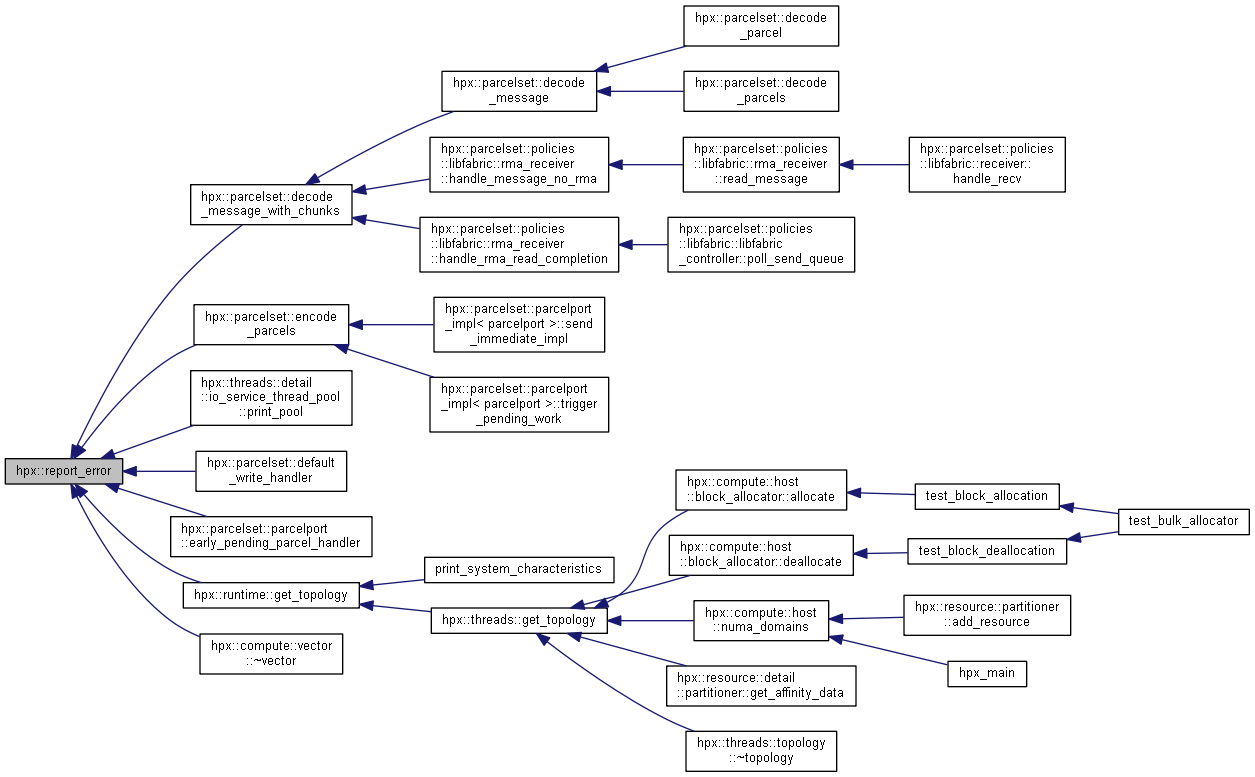 hpx::parcelset::decode
_parcel
hpx::parcelset::decode
_message
hpx::parcelset::decode
_parcels
hpx::parcelset::policies
::libfabric::rma_receiver
::handle_message_no_rma
hpx::parcelset::policies
::libfabric::rma_receiver
::read_message
hpx::parcelset::policies
::libfabric::receiver::
handle_recv
hpx::parcelset::decode
_message_with_chunks
hpx::parcelset::policies
::libfabric::rma_receiver
::handle_rma_read_completion
hpx::parcelset::policies
::libfabric::libfabric
_controller::poll_send_queue
hpx::parcelset::encode
_parcels
hpx::parcelset::parcelport
_impl< parcelport >::send
_immediate_impl
hpx::threads::detail
::io_service_thread_pool
::print_pool
hpx::parcelset::parcelport
_impl< parcelport >::trigger
_pending_work
hpx::report_error
hpx::parcelset::default
_write_handler
hpx::parcelset::parcelport
::early_pending_parcel_handler
hpx::compute::host
::block_allocator::allocate
test_block_allocation
test_bulk_allocator
hpx::compute::host
::block_allocator::deallocate
test_block_deallocation
print_system_characteristics
hpx::runtime::get_topology
hpx::threads::get_topology
hpx::compute::host
::numa_domains
hpx::resource::partitioner
::add_resource
hpx::compute::vector
::~vector
hpx_main
hpx::resource::detail
::partitioner::get_affinity_data
hpx::threads::topology
::~topology